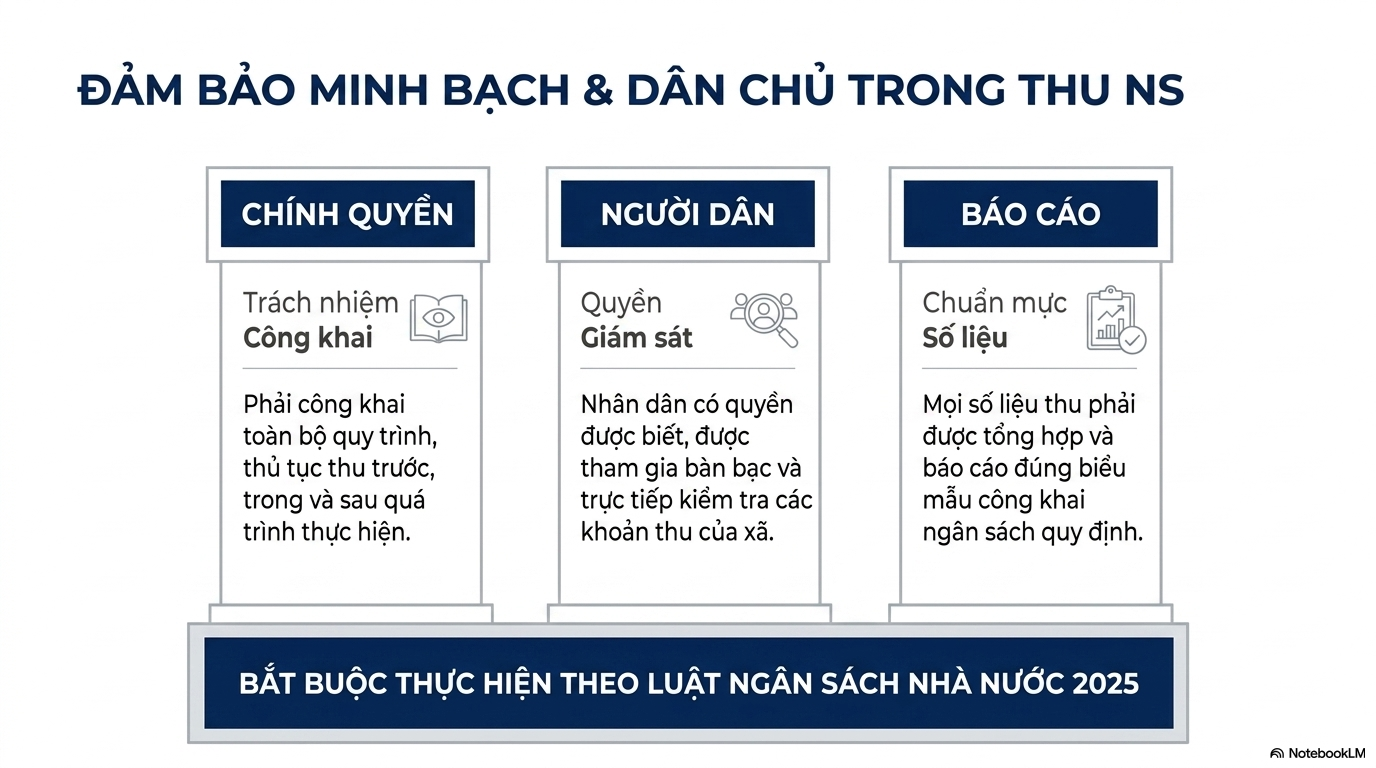 ĐẢM BẢO MINH BẠCH & DÂN CHỦ TRONG THU NS
CHÍNH QUYỀN
Trách nhiệm
Công khai
Phải công khai
toàn bộ quy trình,
thủ tục thu trước,
trong và sau quá
trình thực hiện.
NGƯỜI DÂN
Quyền
Giám sát
Nhân dân có quyền
được biết, được
tham gia bàn bạc và
trực tiếp kiểm tra các
khoản thu của xã.
BÁO CÁO
Chuẩn mực
Số liệu
Mọi số liệu thu phải
được tổng hợp và
báo cáo đúng biểu
mẫu công khai
ngân sách quy định.
BẮT BUỘC THỰC HIỆN THEO LUẬT NGÂN SÁCH NHÀ NƯỚC 2025
NotebookLM